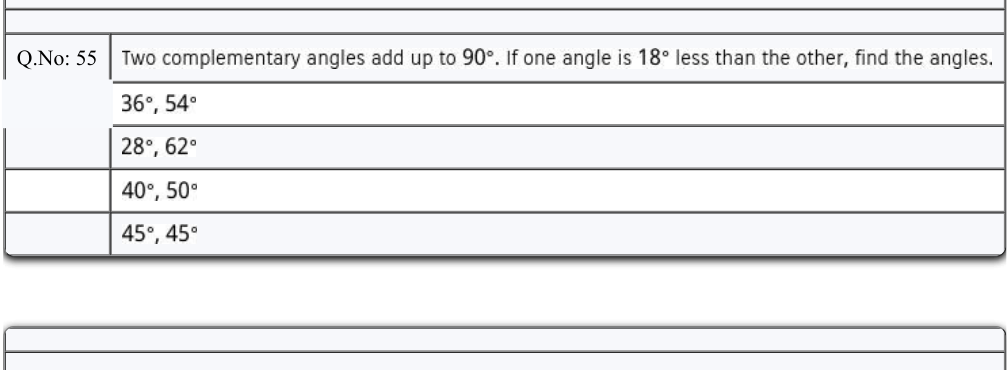 Q.No: 55 Two complementary angles add up to 90°. If one angle is 18° less than the other, find the angles.
36°, 54°
28°, 62°
40°, 50°
45°, 45°